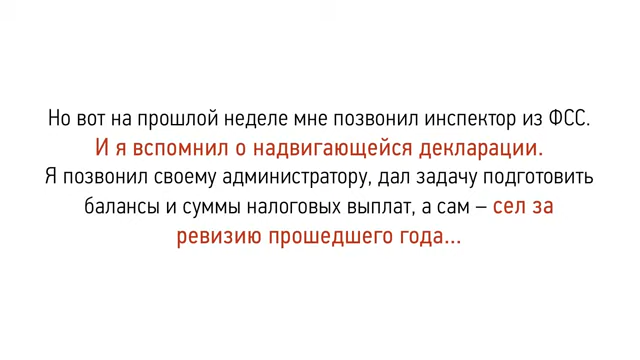 Но вот на прошлой неделе мне позвонил инспектор из ФСС.
И я вспомнил о надвигающейся декларации.
Я позвонил своему администратору, дал задачу подготовить
балансы и суммы налоговых выплат, а сам – сел за
ревизию прошедшего года...